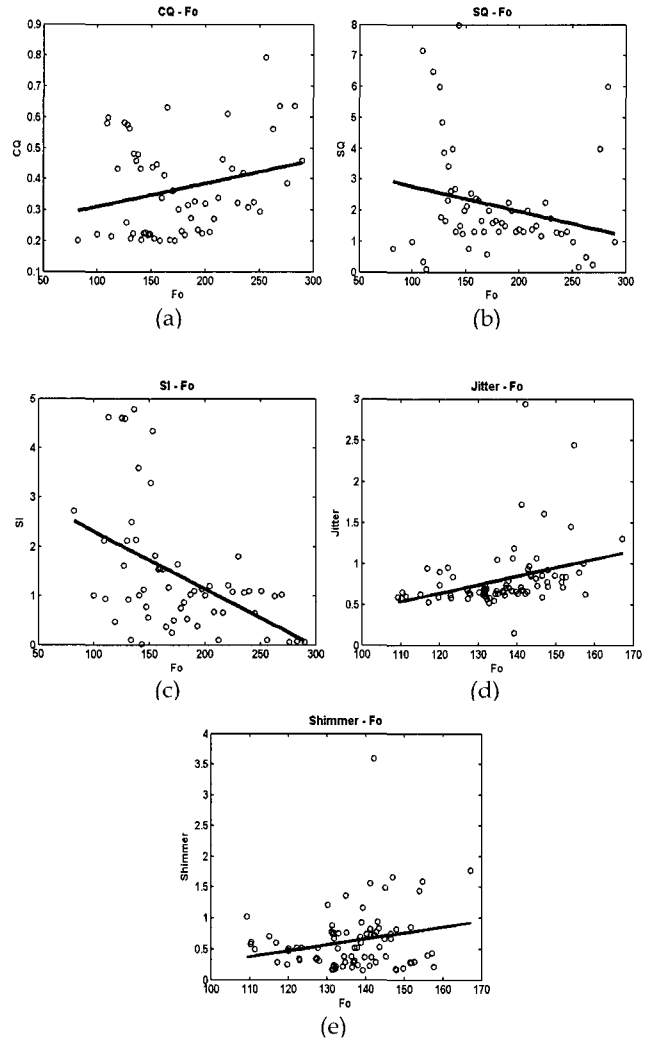 CQ - Fo
SQ - Fo
0.9
0.8
0.7
0.6
0.5
0.4
0.3
0.2
0.1
CQ
50 100 150 200 250 300
Fo
(a)
8
7
6
5
4
3
2
1
0
SQ
50 100 150 200 250 300
Fo
(b)
SI - Fo
Jitter - Fo
5
4
3
2
1
0
SI
50 100 150 200 250 300
Fo
(c)
3
2.5
2
1.5
1
0.5
0
Jitter
100 110 120 130 140 150 160 170
Fo
(d)
Shimmer - Fo
4
3.5
3
2.5
2
1.5
1
0.5
0
Shimmer
100 110 120 130 140 150 160 170
Fo
(e)